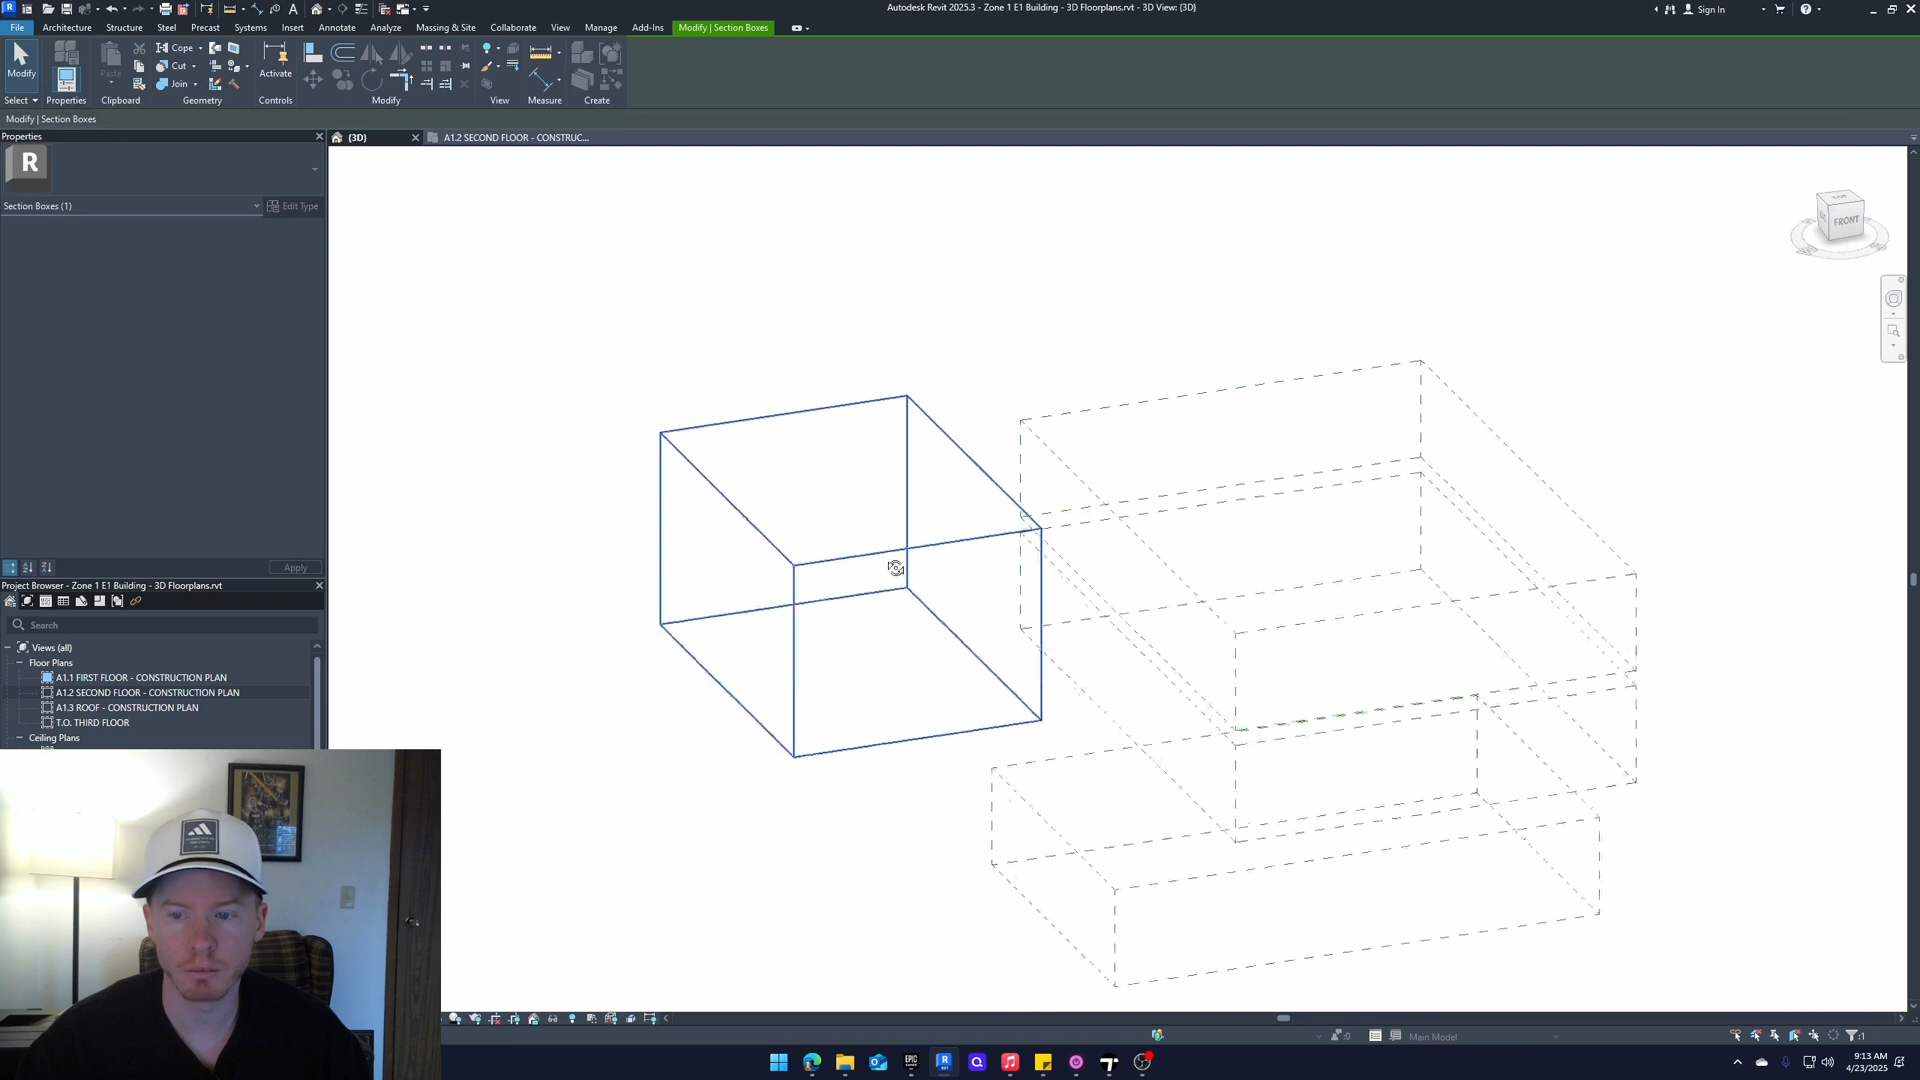 Autodesk Revit 2025.3 - Zone 1 E1 Building - 3D Floorplans.rvt - 3D View: {3D}
Sign In
File
Architecture
Structure
Steel
Precast
Systems
Insert
Annotate
Analyze
Massing & Site
Collaborate
View
Manage
Add-Ins
Modify | Section Boxes
Modify
Paste
Cope
Cut
Join
Activate
Select
Properties
Clipboard
Geometry
Controls
Modify
View
Measure
Create
Modify | Section Boxes
Properties
{3D}
A1.2 SECOND FLOOR - CONSTRUC...
R
Section Boxes (1)
Edit Type
TOP
FRONT
Apply
Project Browser - Zone 1 E1 Building - 3D Floorplans.rvt
Search
Views (all)
Floor Plans
A1.1 FIRST FLOOR - CONSTRUCTION PLAN
A1.2 SECOND FLOOR - CONSTRUCTION PLAN
A1.3 ROOF - CONSTRUCTION PLAN
T.O. THIRD FLOOR
Ceiling Plans
:0
Main Model
:1
EPIC
9:13 AM
4/23/2025